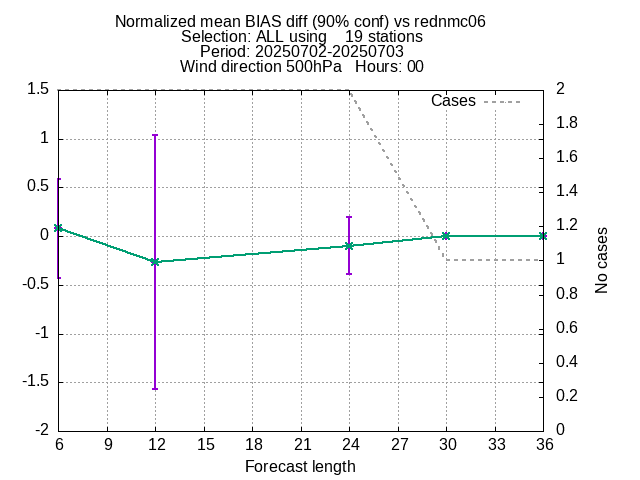 Normalized mean BIAS diff (90% conf) vs rednmc06
Selection: ALL using    19 stations
Period: 20250702-20250703
Wind direction 500hPa   Hours: 00
Cases
1.5
1
0.5
0
-0.5
-1
-1.5
-2
2
1.8
1.6
1.4
1.2
1
0.8
0.6
0.4
0.2
0
No cases
6 9 12 15 18 21 24 27 30 33 36
Forecast length